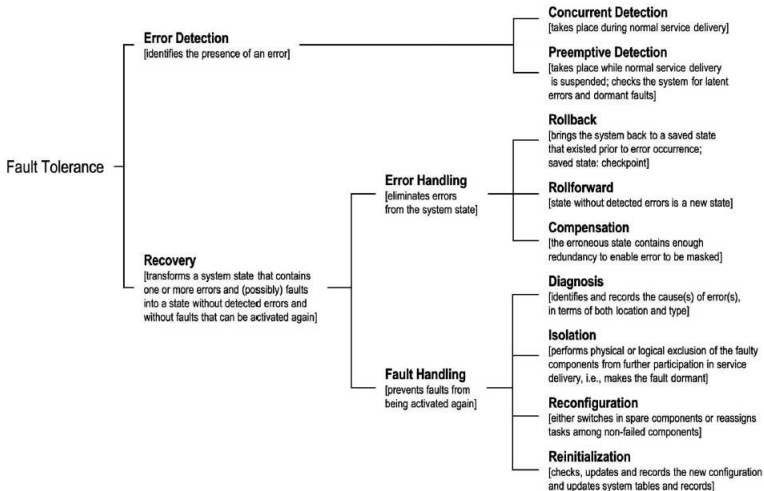 Fault Tolerance
Error Detection
[identifies the presence of an error]
Concurrent Detection
[takes place during normal service delivery]
Preemptive Detection
[takes place while normal service delivery
is suspended; checks the system for latent
errors and dormant faults]
Recovery
[transforms a system state that contains
one or more errors and (possibly) faults
into a state without detected errors and
without faults that can be activated again]
Error Handling
[eliminates errors
from the system state]
Rollback
[brings the system back to a saved state
that existed prior to error occurrence;
saved state: checkpoint]
Rollforward
[state without detected errors is a new state]
Compensation
[the erroneous state contains enough
redundancy to enable error to be masked]
Fault Handling
[prevents faults from
being activated again]
Diagnosis
[identifies and records the cause(s) of error(s),
in terms of both location and type]
Isolation
[performs physical or logical exclusion of the faulty
components from further participation in service
delivery, i.e., makes the fault dormant]
Reconfiguration
[either switches in spare components or reassigns
tasks among non-failed components]
Reinitialization
[checks, updates and records the new configuration
and updates system tables and records]